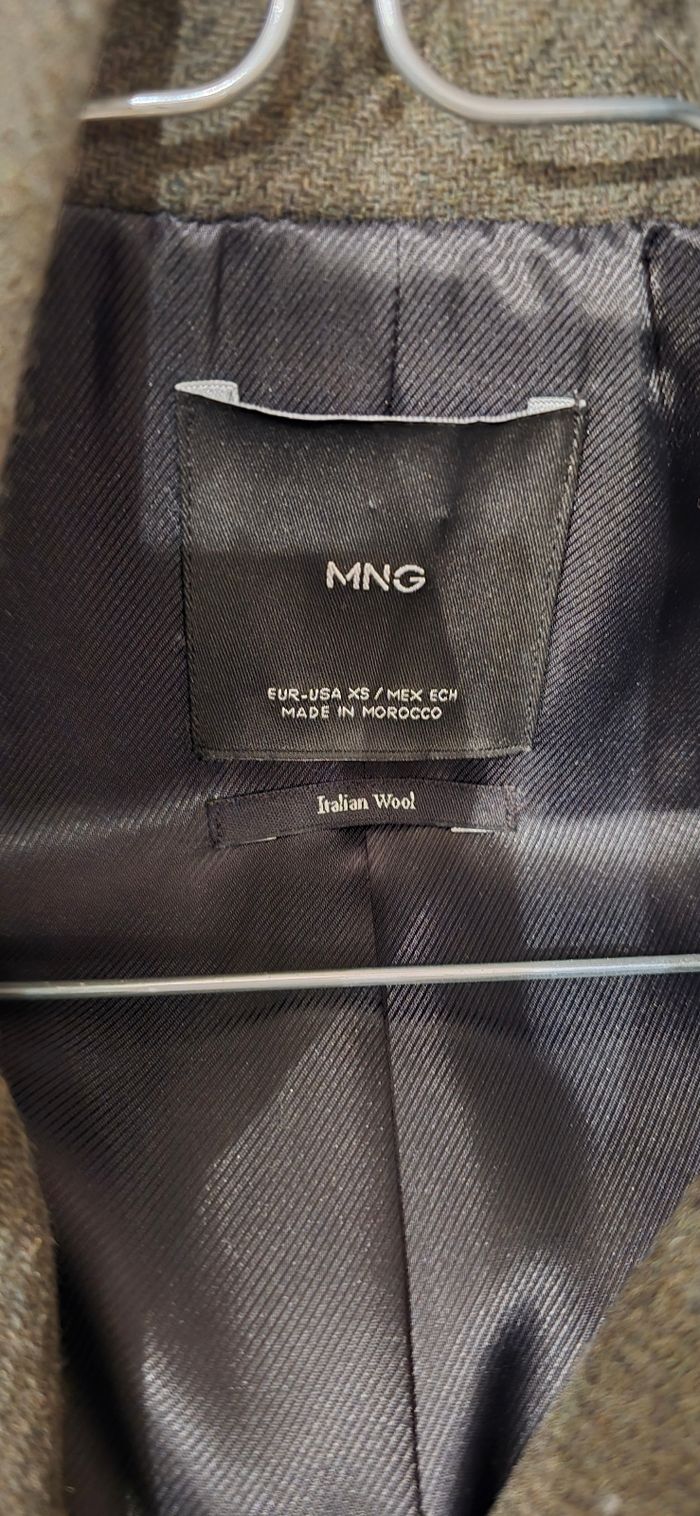 MNG
EUR-USA XS / MEX ECH
MADE IN MOROCCO
Italian Wool